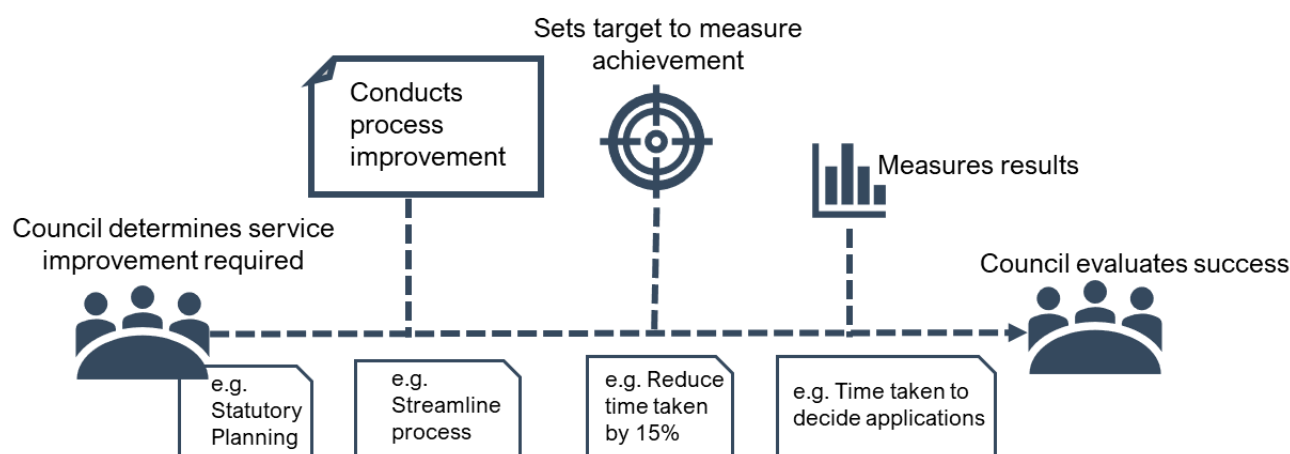 Council determines service
improvement required
e.g.
Statutory
Planning
Conducts
process
improvement
e.g.
Streamline
process
Sets target to measure
achievement
e.g. Reduce
time taken
by 15%
Measures results
e.g. Time taken to
decide applications
Council evaluates success